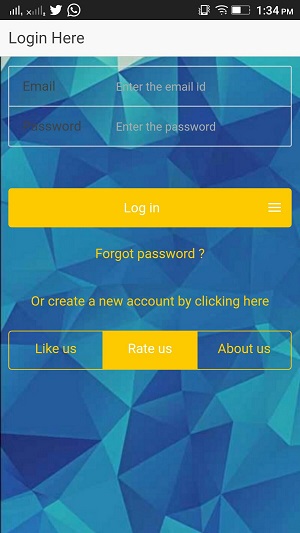 1:34 PM
Login Here
Email Enter the email id
Password Enter the password
Log in
Forgot password ?
Or create a new account by clicking here
Like us Rate us About us